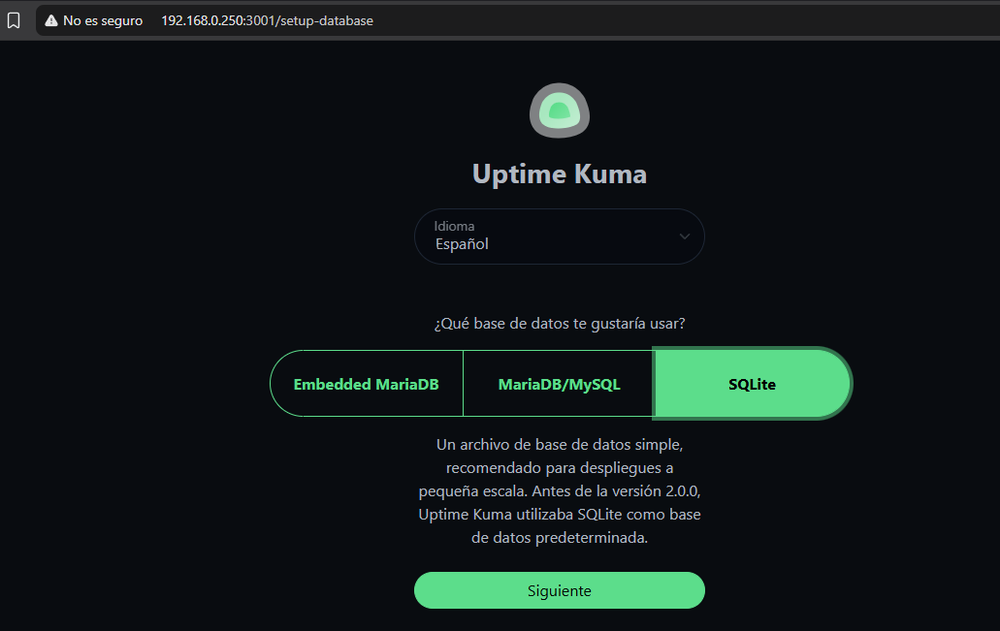 No es seguro 192.168.0.250:3001/setup-database
Uptime Kuma
Idioma
Español
¿Qué base de datos te gustaría usar?
Embedded MariaDB MariaDB/MySQL SQLite
Un archivo de base de datos simple,
recomendado para despliegues a
pequeña escala. Antes de la versión 2.0.0,
Uptime Kuma utilizaba SQLite como base
de datos predeterminada.
Siguiente